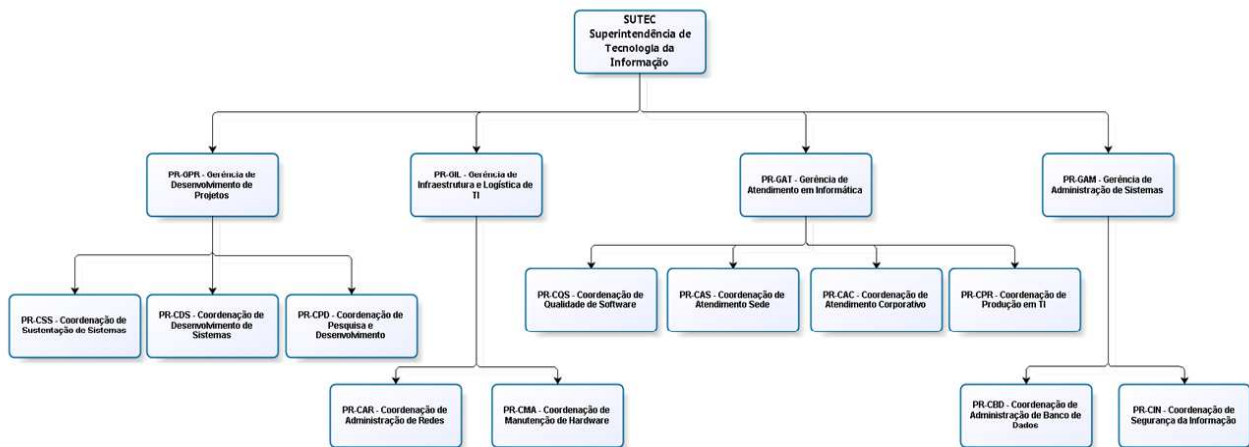 SUTEC
Superintendência de
Tecnologia da
Informação
PR-GPR - Gerência de
Desenvolvimento de
Projetos
PR-GIL - Gerência de
Infraestrutura e Logística de
TI
PR-GAT - Gerência de
Atendimento em Informática
PR-GAM - Gerência de
Administração de Sistemas
PR-CSS - Coordenação de
Sustentação de Sistemas
PR-CDS - Coordenação de
Desenvolvimento de
Sistemas
PR-CPD - Coordenação de
Pesquisa e
Desenvolvimento
PR-CQS - Coordenação de
Qualidade de Software
PR-CAS - Coordenação de
Atendimento Sede
PR-CAC - Coordenação de
Atendimento Corporativo
PR-CPR - Coordenação de
Produção em TI
PR-CAR - Coordenação de
Administração de Redes
PR-CMA - Coordenação de
Manutenção de Hardware
PR-CBD - Coordenação de
Administração de Banco de
Dados
PR-CIN - Coordenação de
Segurança da Informação